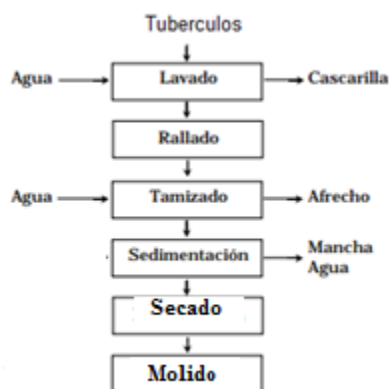 Tuberculos
Agua
Lavado
Cascarilla
Rallado
Agua
Tamizado
Afrecho
Sedimentación
Mancha
Agua
Secado
Molido